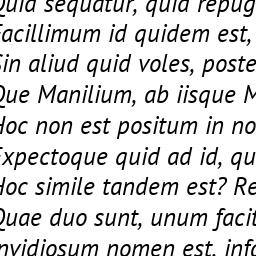 Quid sequatur, quid repug
Facillimum id quidem est,
Sin aliud quid voles, poste
Que Manilium, ab iisque M
Hoc non est positum in no
Expectoque quid ad id, qu
Hoc simile tandem est? Re
Quae duo sunt, unum facit
Invidiosum nomen est, infa